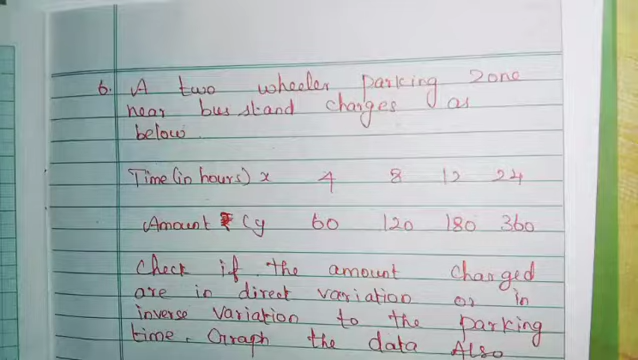 6. A two wheeler parking zone
near bus stand charges as
below.
Time (in hours) x 4 8 12 24
Amount ₹ (y 60 120 180 360
Check if the amount charged
are in direct variation or in
inverse variation to the parking
time. Graph the data Also